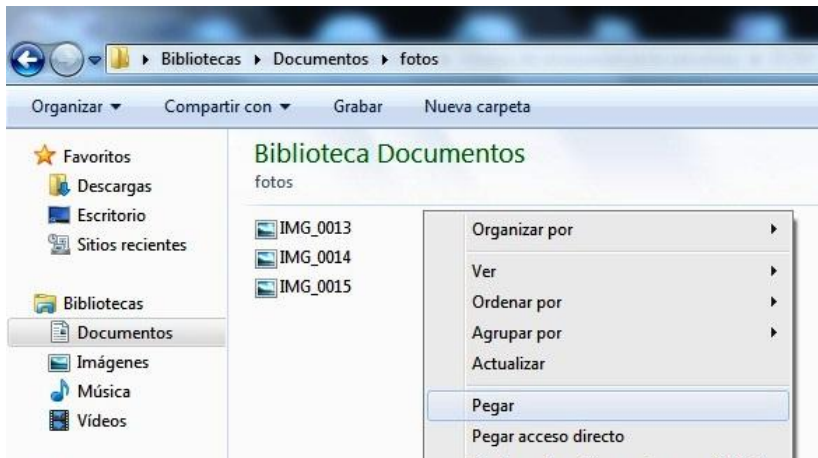 Bibliotecas ▸ Documentos ▸ fotos
Organizar Compartir con Grabar Nueva carpeta
Favoritos
Descargas
Escritorio
Sitios recientes
Bibliotecas
Documentos
Imágenes
Música
Vídeos
Biblioteca Documentos
fotos
IMG_0013
IMG_0014
IMG_0015
Organizar por
Ver
Ordenar por
Agrupar por
Actualizar
Pegar
Pegar acceso directo